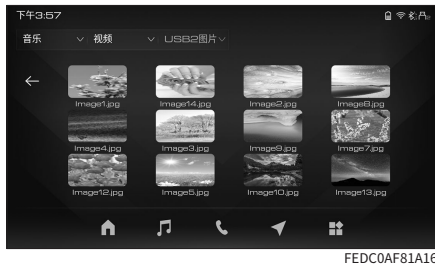 下午3:57
音乐 视频 USB2图片
Image1.jpg Image14.jpg Image2.jpg Image8.jpg
Image4.jpg Image3.jpg Image9.jpg Image7.jpg
Image12.jpg Image5.jpg Image10.jpg Image13.jpg
FEDC0AF81A16